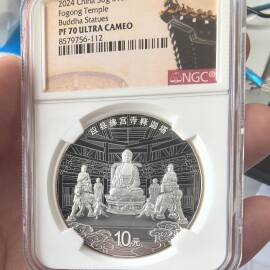 2024 China 30g
Fogong Temple
Buddha Statues
PF 70 ULTRA CAMEO
8579756-112
NGC
应县佛宫寺释迦塔
10元